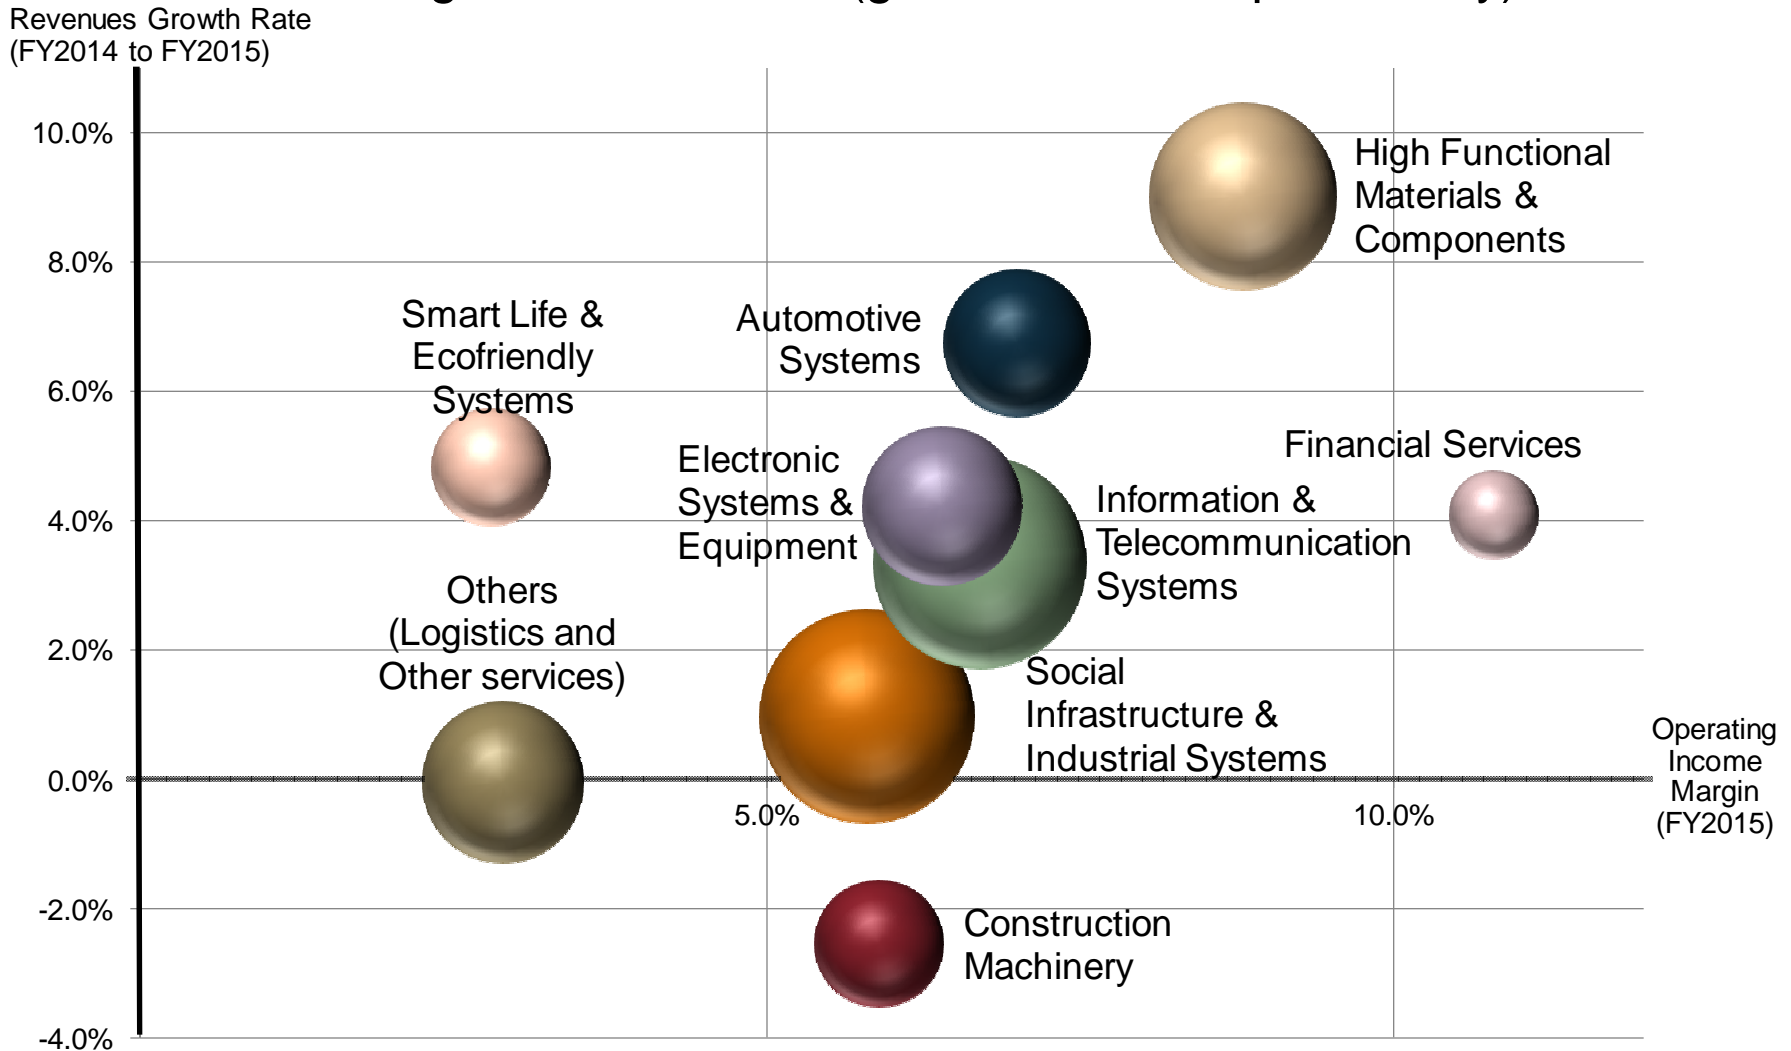 Revenues Growth Rate
(FY2014 to FY2015)
10.0%
8.0%
6.0%
4.0%
2.0%
0.0%
-2.0%
-4.0%
High Functional
Materials &
Components
Smart Life &
Ecofriendly
Systems
Automotive
Systems
Financial Services
Electronic
Systems &
Equipment
Information &
Telecommunication
Systems
Others
(Logistics and
Other services)
Social
Infrastructure &
Industrial Systems
Operating
Income
Margin
(FY2015)
5.0%
10.0%
Construction
Machinery